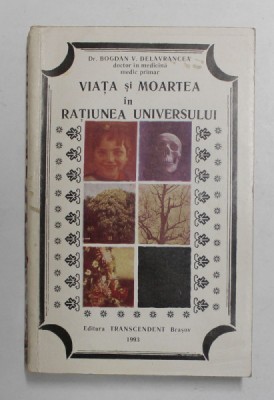 Dr. BOGDAN V. DELAVRANCEA
doctor în medicină
medic primar
VIAȚA și MOARTEA
în
RAȚIUNEA UNIVERSULUI
Editura TRANSCENDENT Brașov
1993